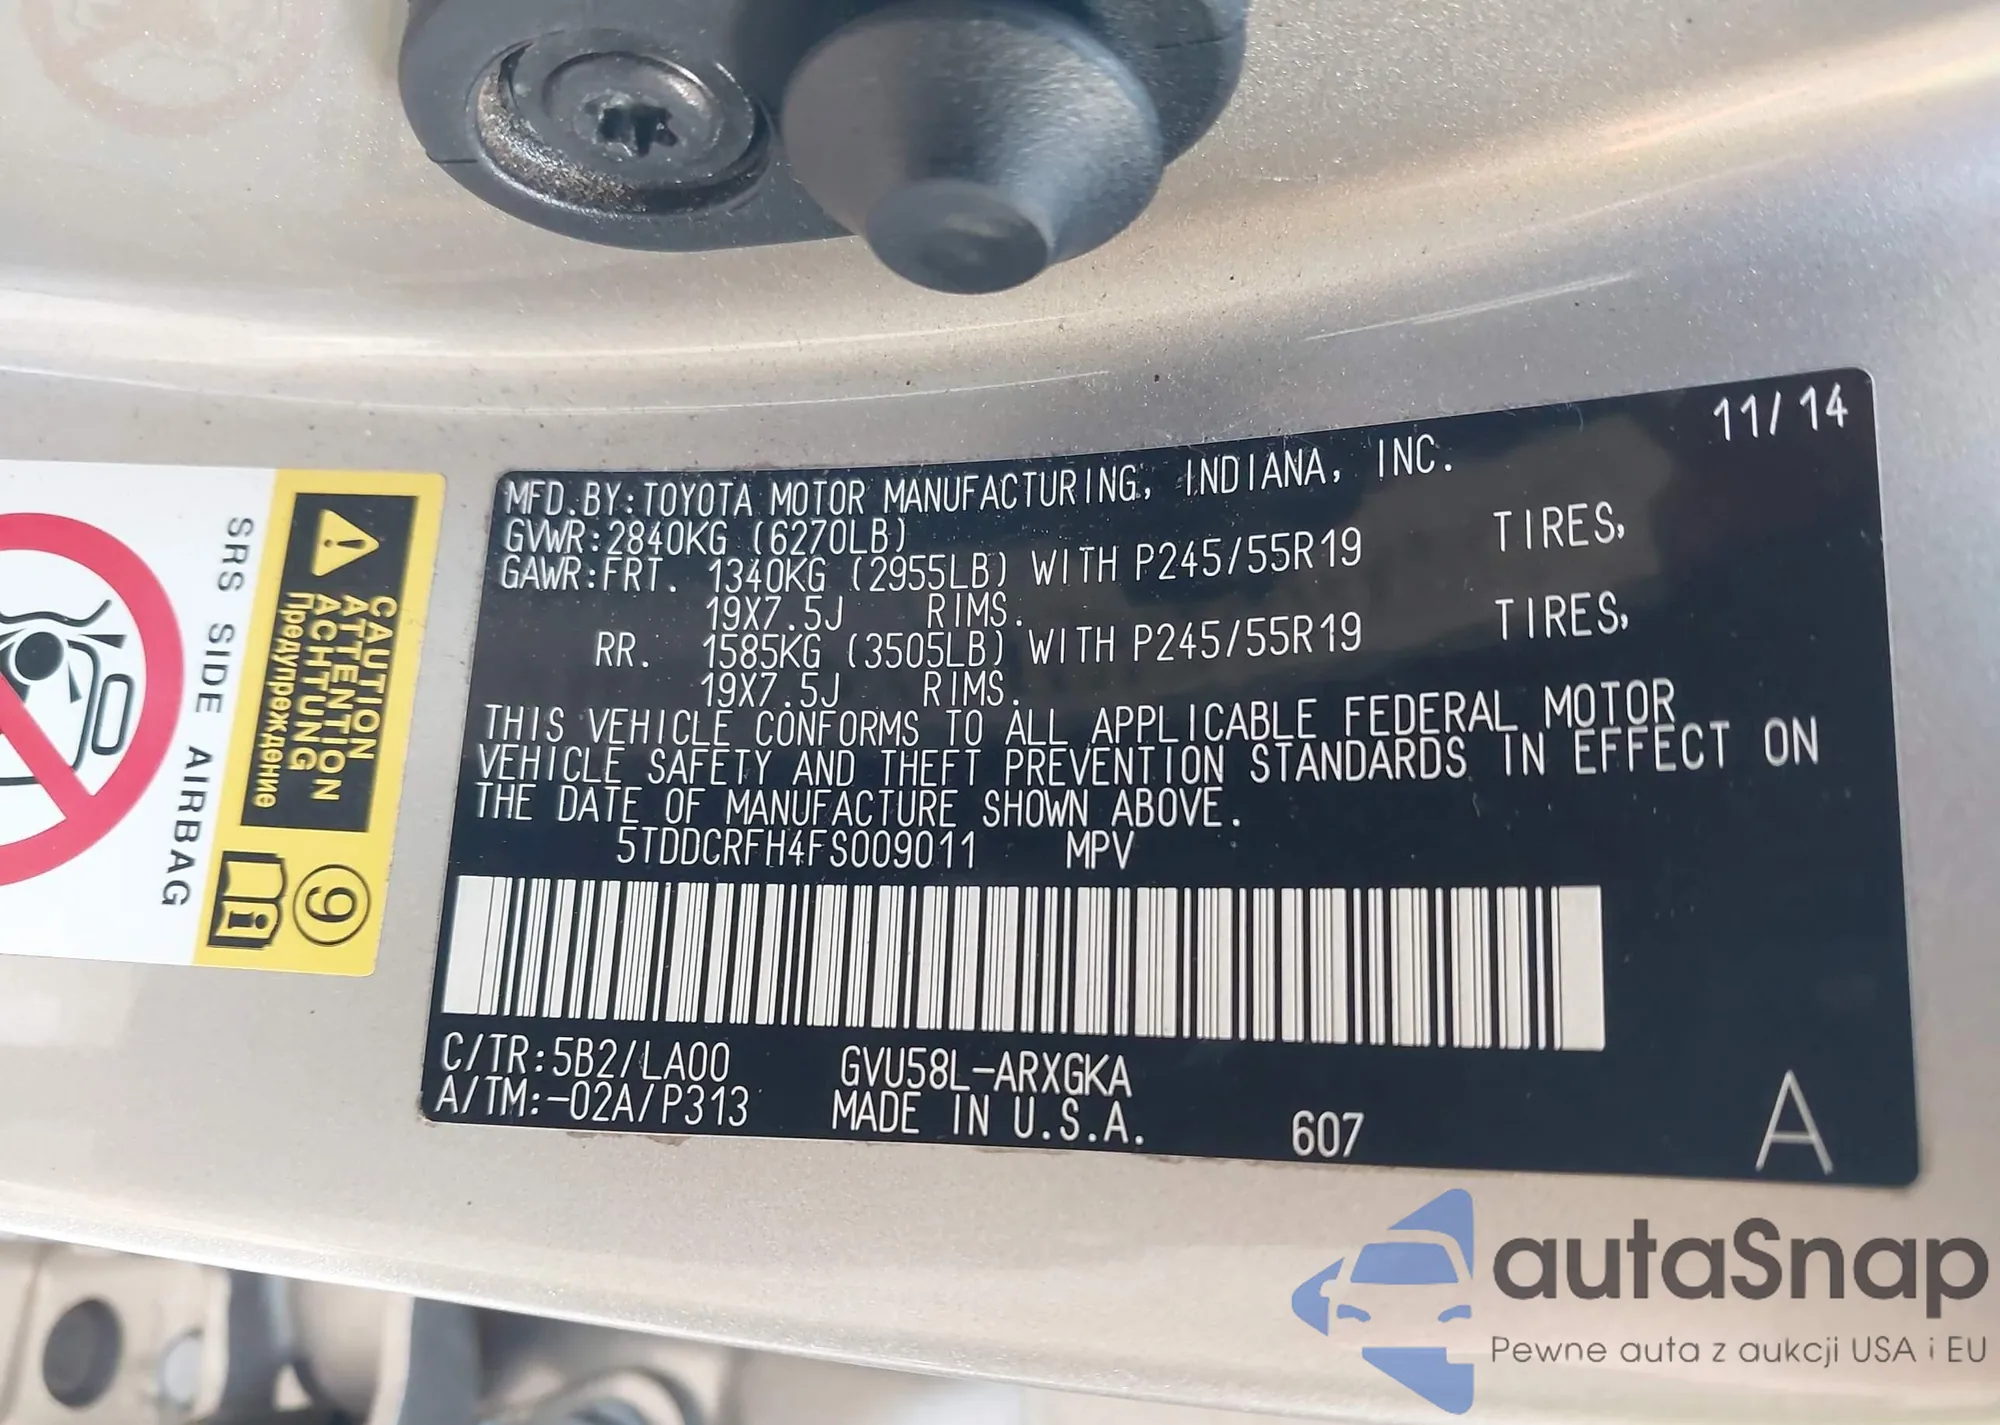 11/14
MFD.BY:TOYOTA MOTOR MANUFACTURING, INDIANA, INC.
GVWR:2840KG (6270LB)
GAWR:FRT. 1340KG (2955LB) WITH P245/55R19 TIRES,
19X7.5J RIMS.
RR. 1585KG (3505LB) WITH P245/55R19 TIRES,
19X7.5J RIMS.
THIS VEHICLE CONFORMS TO ALL APPLICABLE FEDERAL MOTOR
VEHICLE SAFETY AND THEFT PREVENTION STANDARDS IN EFFECT ON
THE DATE OF MANUFACTURE SHOWN ABOVE.
5TDDCRFH4FS009011 MPV
C/TR:5B2/LA00 GVU58L-ARXGKA
A/TM:-02A/P313 MADE IN U.S.A. 607 A
CAUTION
ATTENTION
ACHTUNG
Предупреждение
SRS SIDE AIRBAG
9
i
autaSnap
Pewne auta z aukcji USA i EU